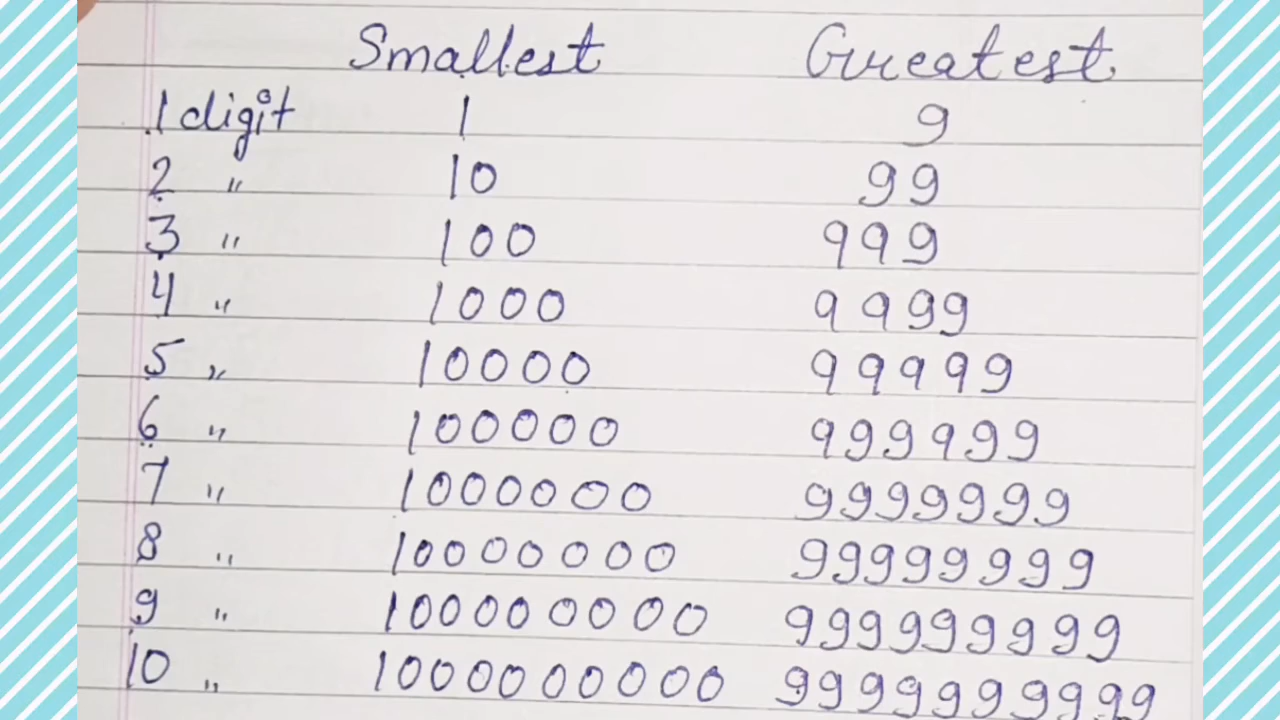 Smallest Greatest
1 digit 1 9
2 " 10 99
3 " 100 999
4 " 1000 9999
5 " 10000 99999
6 " 100000 999999
7 " 1000000 9999999
8 " 10000000 99999999
9 " 100000000 999999999
10 " 1000000000 9999999999